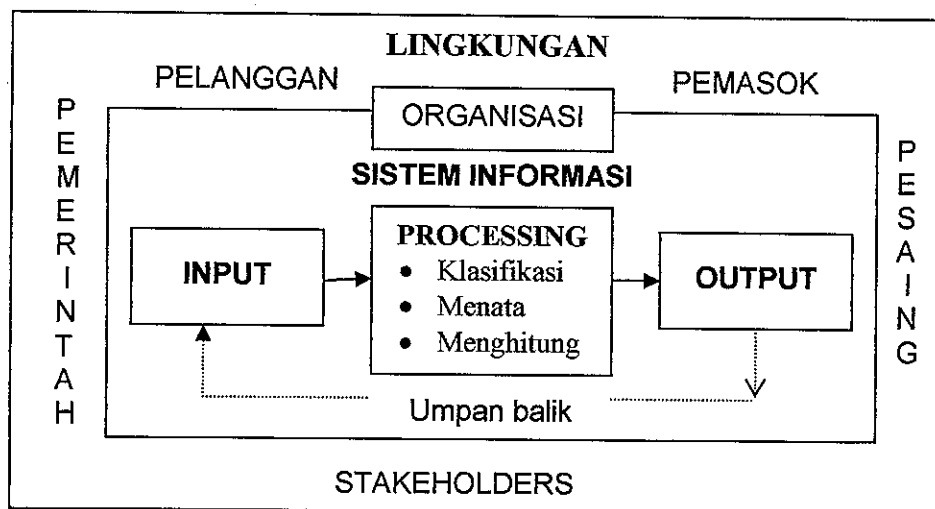 LINGKUNGAN
PELANGGAN
PEMASOK
ORGANISASI
PEMERINTAH
PESAING
SISTEM INFORMASI
INPUT
PROCESSING
• Klasifikasi
• Menata
• Menghitung
OUTPUT
Umpan balik
STAKEHOLDERS